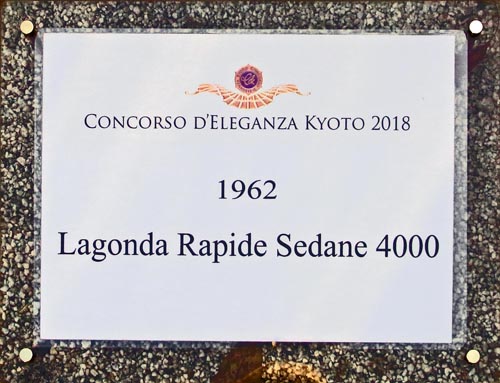 CONCORSO D'ELEGANZA KYOTO 2018
1962
Lagonda Rapide Sedane 4000